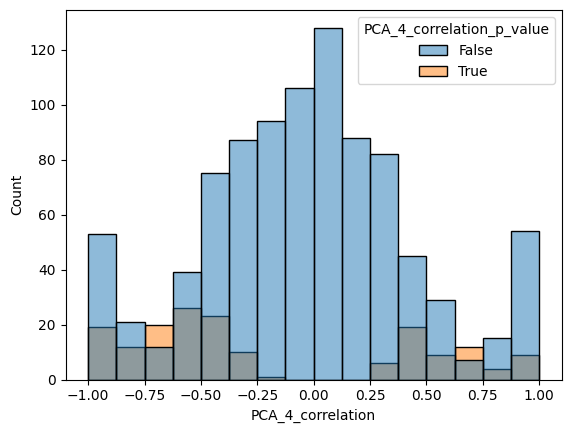 PCA_4_correlation_p_value
False
True
120
100
80
60
40
20
0
Count
−1.00 −0.75 −0.50 −0.25 0.00 0.25 0.50 0.75 1.00
PCA_4_correlation